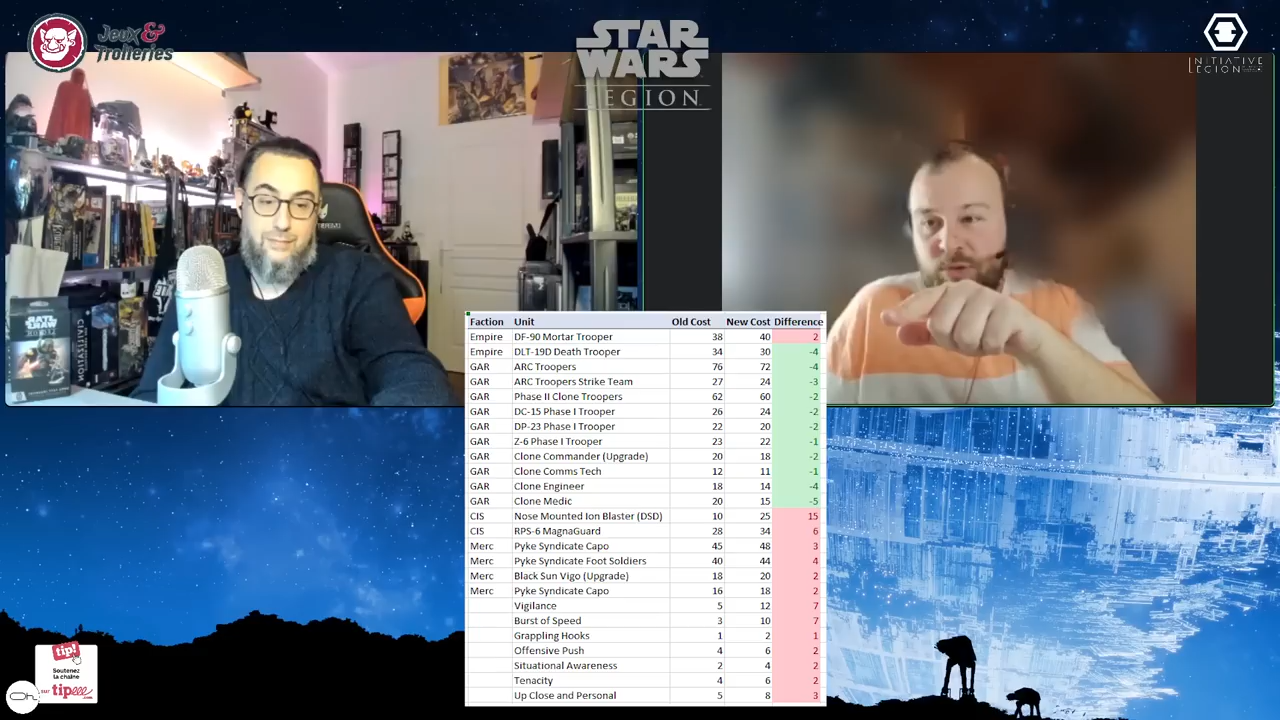 Jeux &
Trolleries
STAR
WARS
LEGION
INITIATIVE
LEGION
Faction Unit Old Cost New Cost Difference
Empire DF-90 Mortar Trooper 38 40 2
Empire DLT-19D Death Trooper 34 30 -4
GAR ARC Troopers 76 72 -4
GAR ARC Troopers Strike Team 27 24 -3
GAR Phase II Clone Troopers 62 60 -2
GAR DC-15 Phase I Trooper 26 24 -2
GAR DP-23 Phase I Trooper 22 20 -2
GAR Z-6 Phase I Trooper 23 22 -1
GAR Clone Commander (Upgrade) 20 18 -2
GAR Clone Comms Tech 12 11 -1
GAR Clone Engineer 18 14 -4
GAR Clone Medic 20 15 -5
CIS Nose Mounted Ion Blaster (DSD) 10 25 15
CIS RPS-6 MagnaGuard 28 34 6
Merc Pyke Syndicate Capo 45 48 3
Merc Pyke Syndicate Foot Soldiers 40 44 4
Merc Black Sun Vigo (Upgrade) 18 20 2
Merc Pyke Syndicate Capo 16 18 2
Vigilance 5 12 7
Burst of Speed 3 10 7
Grappling Hooks 1 2 1
Offensive Push 4 6 2
Situational Awareness 2 4 2
Tenacity 4 6 2
Up Close and Personal 5 8 3
tip!
Soutenez
la chaîne
sur tipeee
.com
CIVILIZATION
STAR
WARS